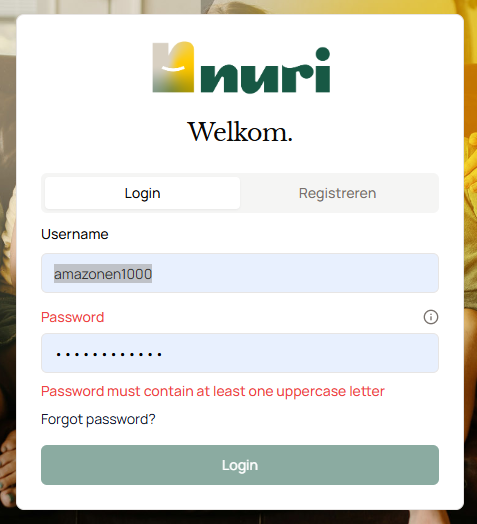 nuri
Welkom.
Login Registreren
Username
amazonen1000
Password
••••••••••••
Password must contain at least one uppercase letter
Forgot password?
Login